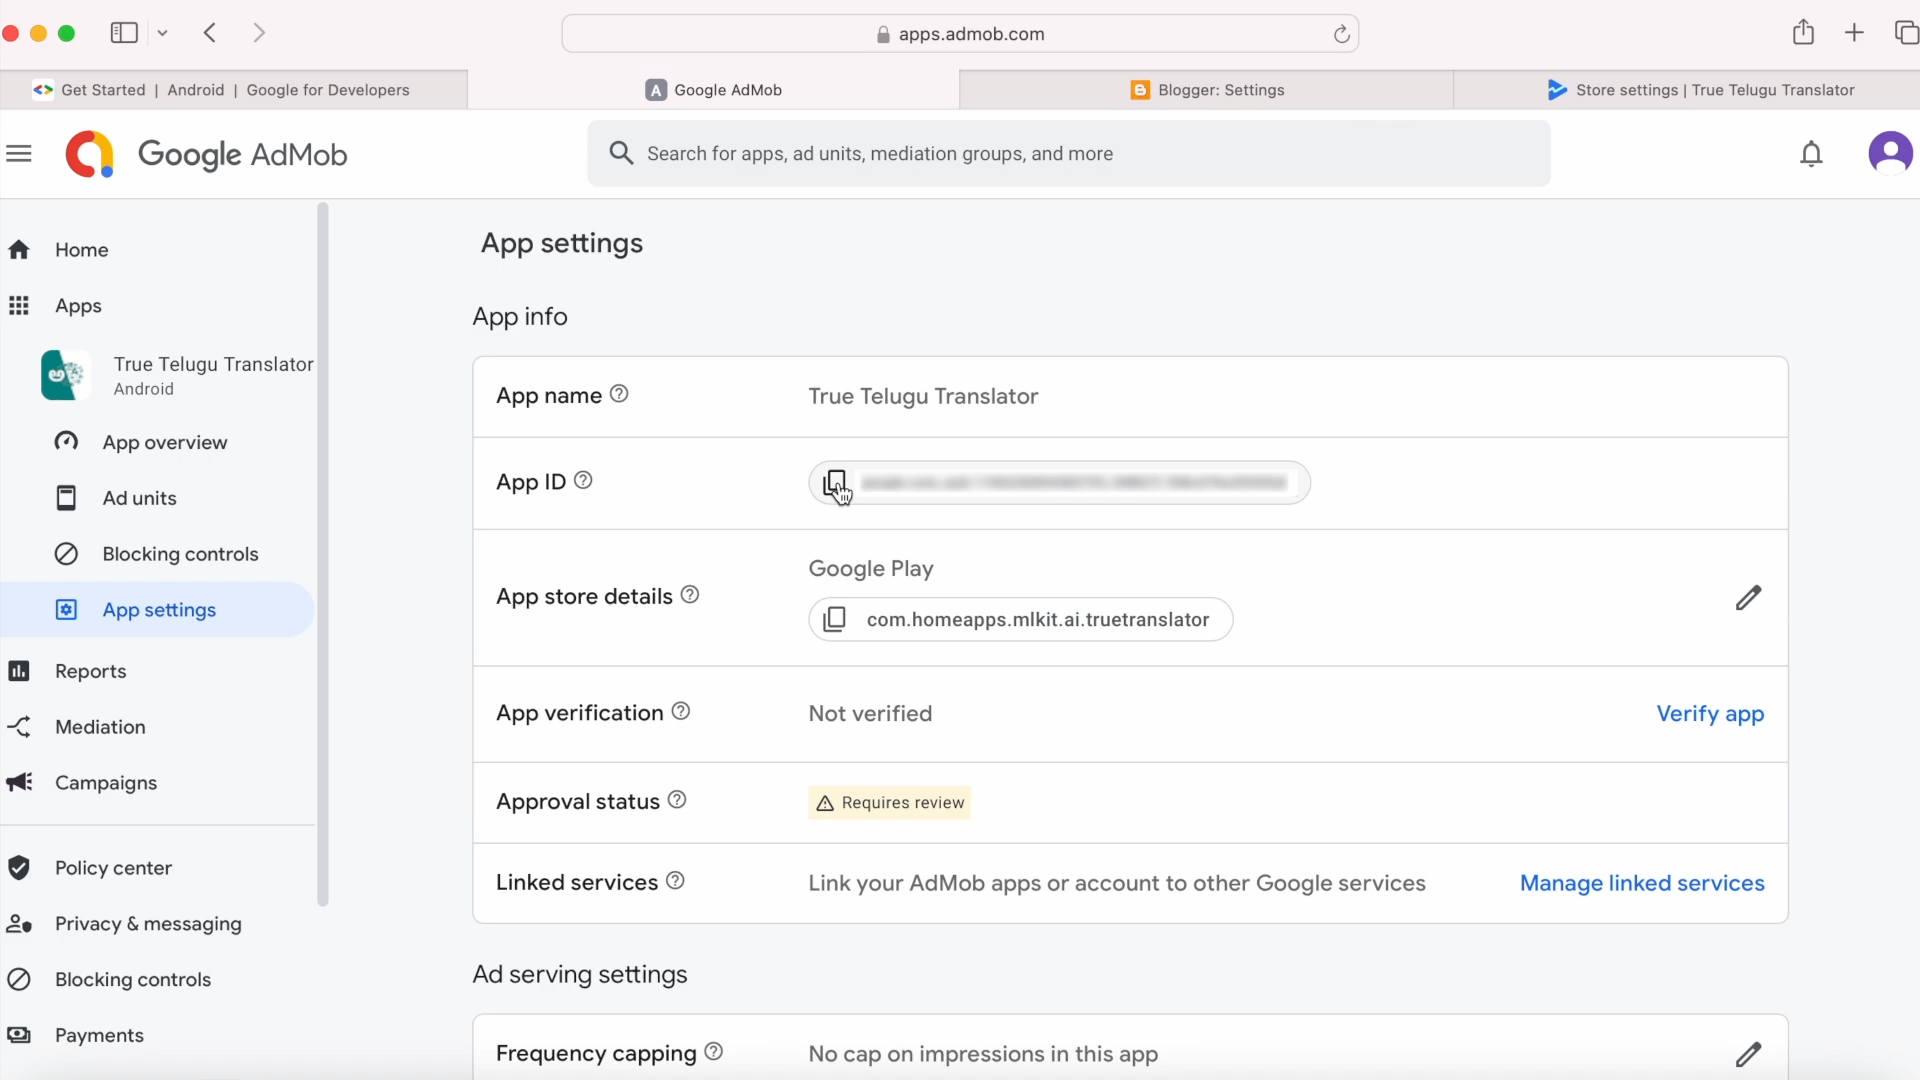 apps.admob.com
Get Started | Android | Google for Developers
Google AdMob
Blogger: Settings
Store settings | True Telugu Translator
Google AdMob
Search for apps, ad units, mediation groups, and more
Home
Apps
True Telugu Translator
Android
App overview
Ad units
Blocking controls
App settings
Reports
Mediation
Campaigns
Policy center
Privacy & messaging
Blocking controls
Payments
App settings
App info
App name
True Telugu Translator
App ID
App store details
Google Play
com.homeapps.mlkit.ai.truetranslator
App verification
Not verified
Verify app
Approval status
Requires review
Linked services
Link your AdMob apps or account to other Google services
Manage linked services
Ad serving settings
Frequency capping
No cap on impressions in this app